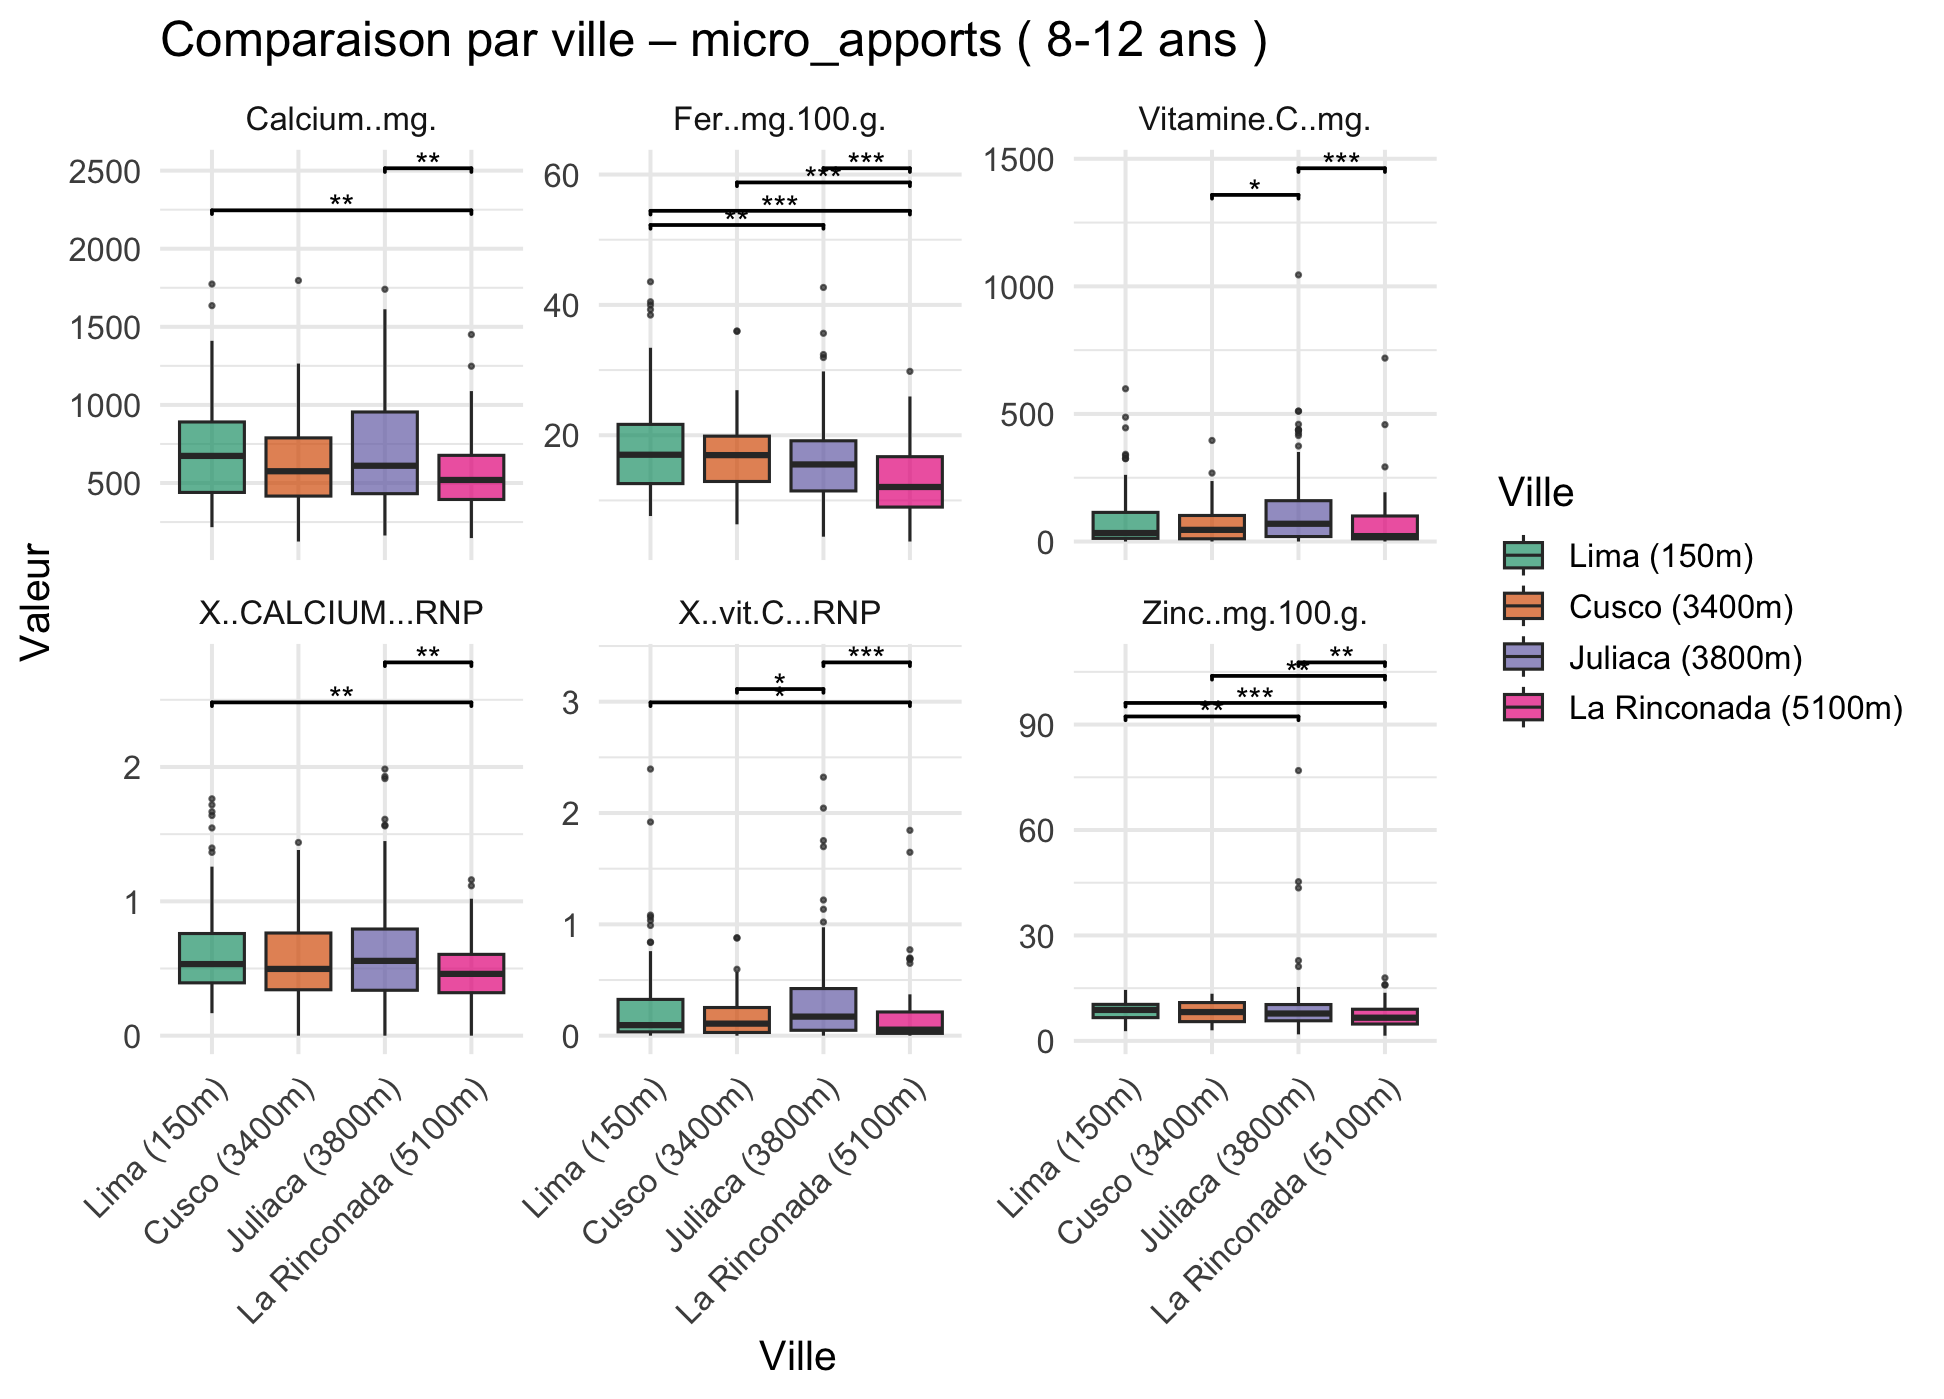 Comparaison par ville – micro_apports ( 8-12 ans )
Calcium..mg.
Fer..mg.100.g.
Vitamine.C..mg.
2500
2000
1500
1000
500
**
**
60
40
20
***
***
***
**
1500
1000
500
0
***
*
Valeur
X..CALCIUM...RNP
X..vit.C...RNP
Zinc..mg.100.g.
2
1
0
**
**
3
2
1
0
***
*
*
90
60
30
0
**
**
***
**
Lima (150m)
Cusco (3400m)
Juliaca (3800m)
La Rinconada (5100m)
Lima (150m)
Cusco (3400m)
Juliaca (3800m)
La Rinconada (5100m)
Lima (150m)
Cusco (3400m)
Juliaca (3800m)
La Rinconada (5100m)
Ville
Ville
Lima (150m)
Cusco (3400m)
Juliaca (3800m)
La Rinconada (5100m)